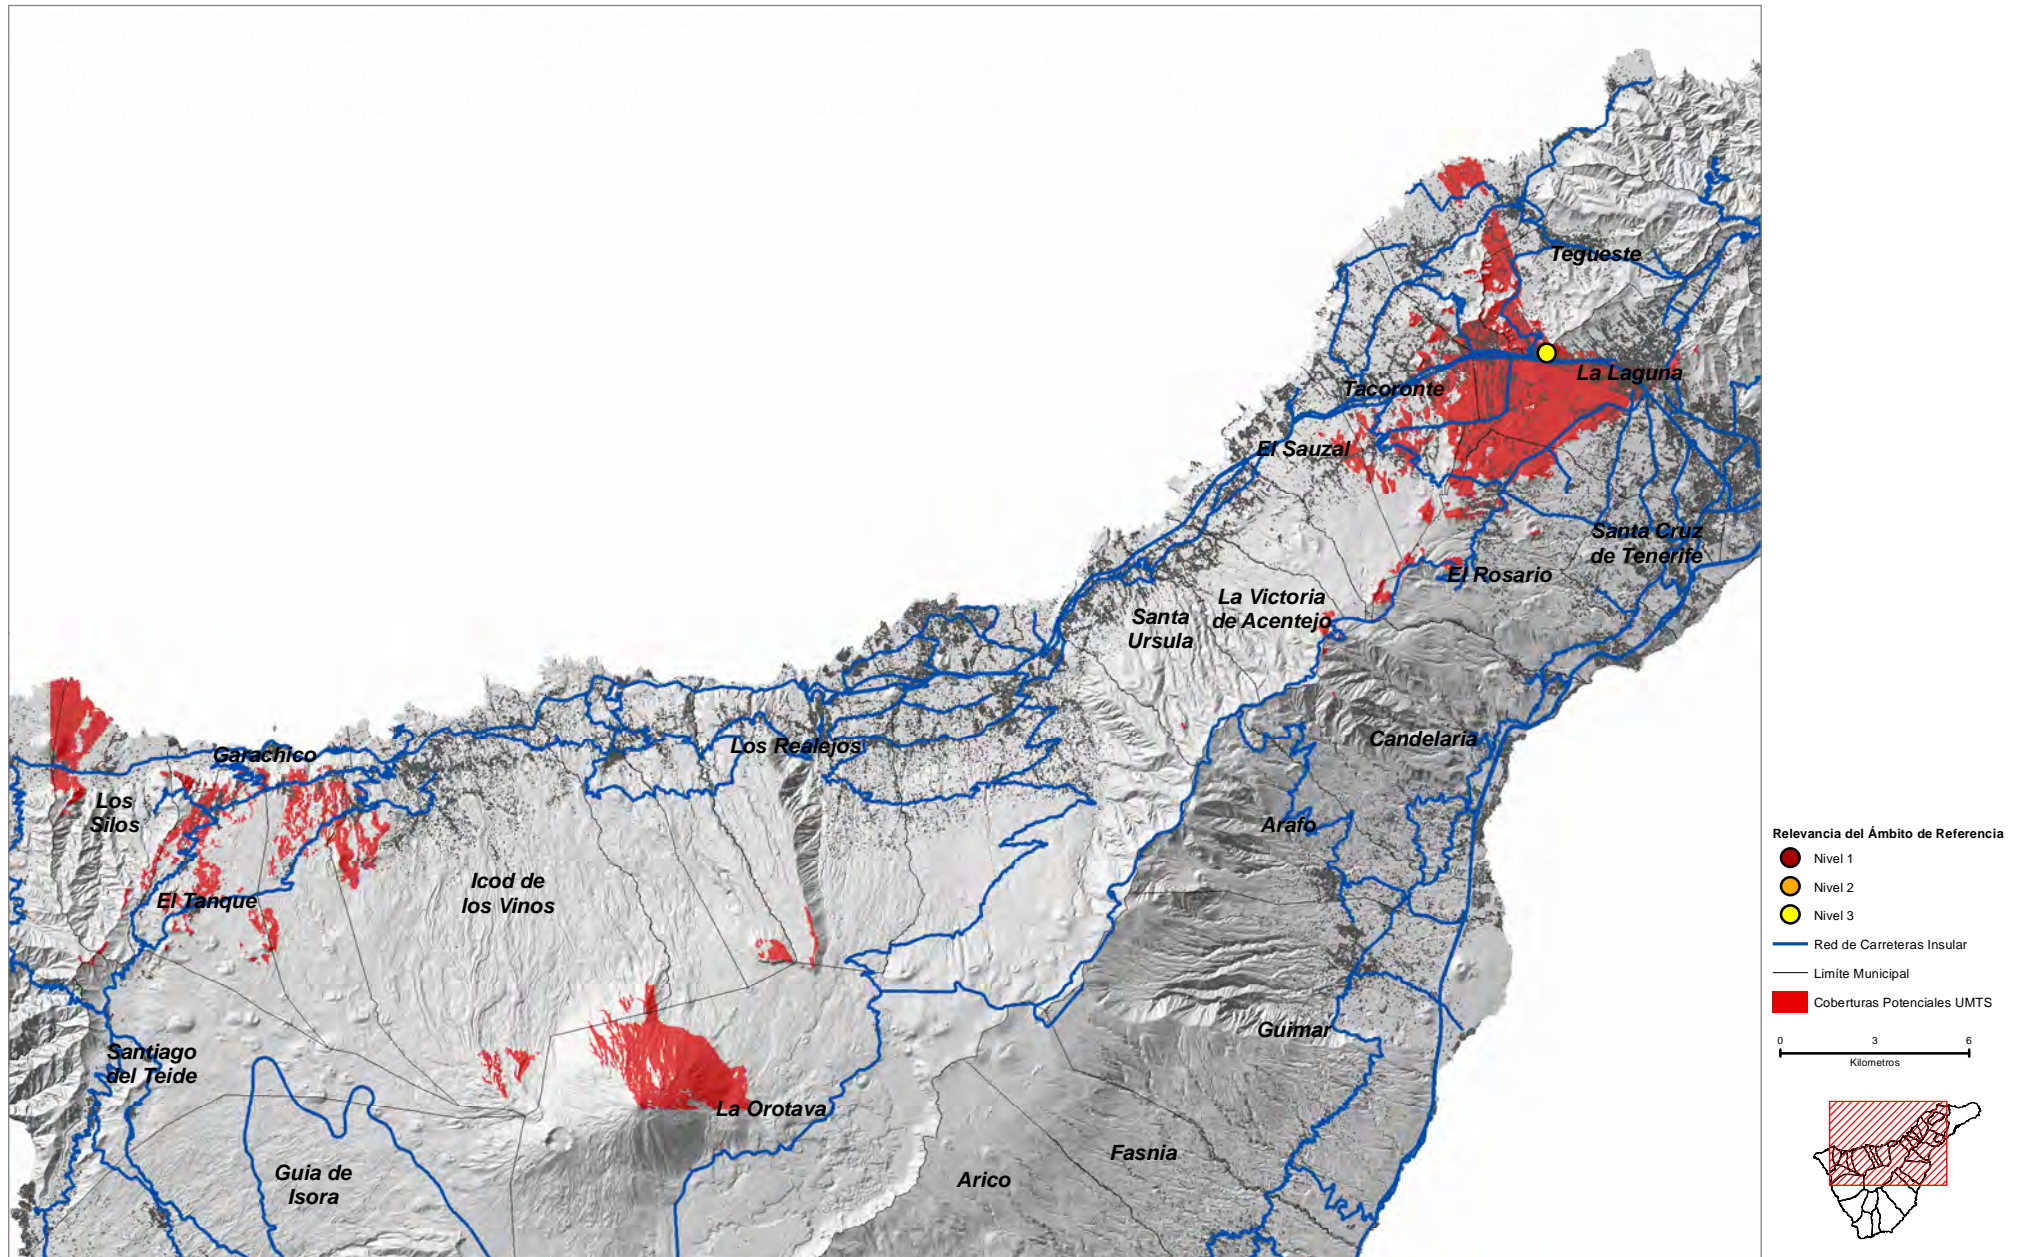 Tegueste
La Laguna
Tacoronte
El Sauzal
Santa Cruz
de Tenerife
El Rosario
La Victoria
de Acentejo
Santa
Ursula
Candelaria
Los Realejos
Garachico
Los
Silos
Arafo
El Tanque
Icod de
los Vinos
Guimar
Santiago
del Teide
La Orotava
Fasnia
Guia de
Isora
Arico
Relevancia del Ámbito de Referencia
Nivel 1
Nivel 2
Nivel 3
Red de Carreteras Insular
Limíte Municipal
Coberturas Potenciales UMTS
0 3 6
Kilometros